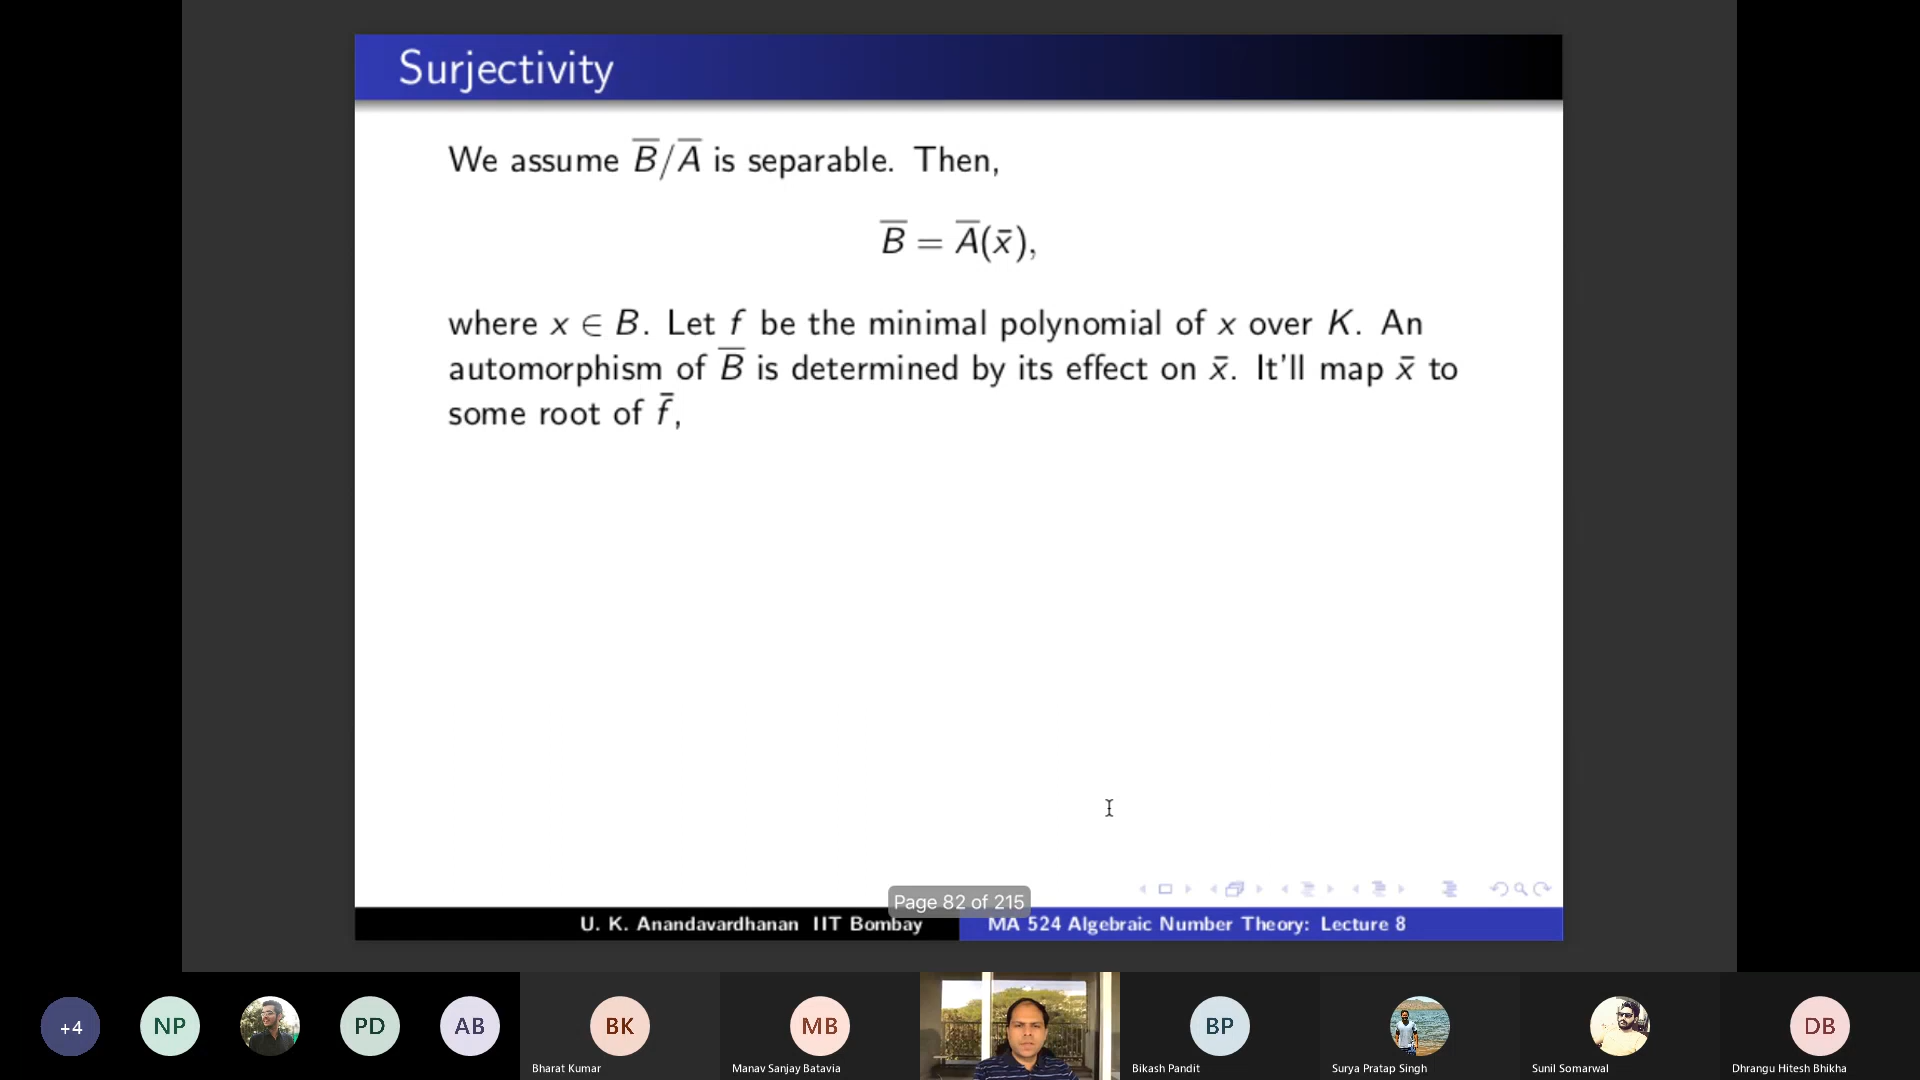 Surjectivity
We assume B̅/A̅ is separable. Then,
B̅ = A̅(x̄),
where x ∈ B. Let f be the minimal polynomial of x over K. An
automorphism of B̅ is determined by its effect on x̄. It'll map x̄ to
some root of f̄,
Page 82 of 215
U. K. Anandavardhanan IIT Bombay
MA 524 Algebraic Number Theory: Lecture 8
+4
NP
PD
AB
BK
MB
BP
DB
Bharat Kumar
Manav Sanjay Batavia
Bikash Pandit
Surya Pratap Singh
Sunil Somarwal
Dhrangu Hitesh Bhikha